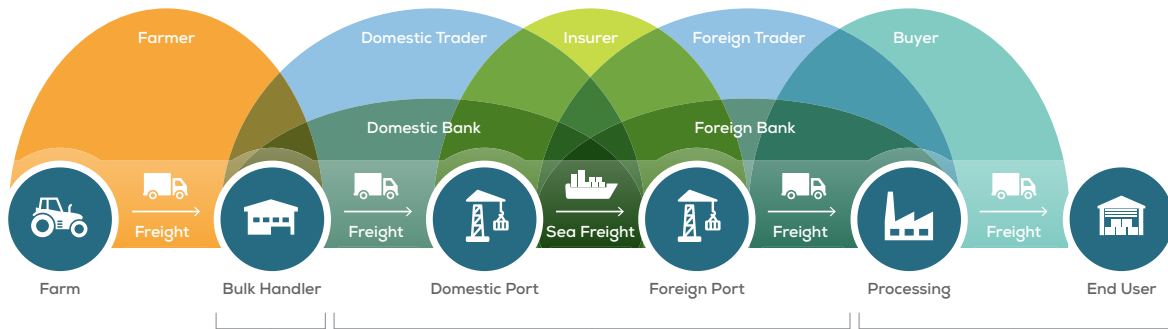 Farmer
Domestic Trader
Insurer
Foreign Trader
Buyer
Domestic Bank
Foreign Bank
Freight
Freight
Sea Freight
Freight
Freight
Farm
Bulk Handler
Domestic Port
Foreign Port
Processing
End User